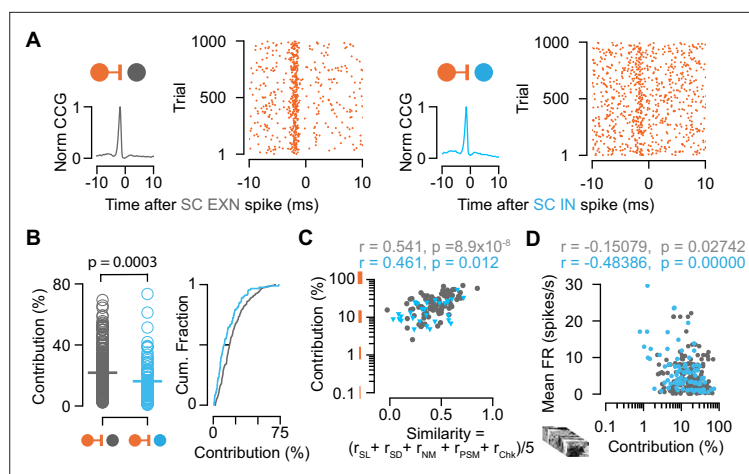 A
Norm CCG
1
0
-10 0 10
Trial
1000
500
1
-10 0 10
Time after SC EXN spike (ms)
Norm CCG
1
0
-10 0 10
Trial
1000
500
1
-10 0 10
Time after SC IN spike (ms)
B
p = 0.0003
Contribution (%)
80
40
0
Cum. Fraction
1
0
0 75
Contribution (%)
C
r = 0.541, p =8.9x10⁻⁸
r = 0.461, p = 0.012
Contribution (%)
100
10
1
0.1
0.0 0.5 1.0
Similarity =
(rSL+ rSD+ rNM + rPSM + rChk)/5
D
r = -0.15079, p = 0.02742
r = -0.48386, p = 0.00000
Mean FR (spikes/s)
30
20
10
0
0.1 1 10 100
Contribution (%)